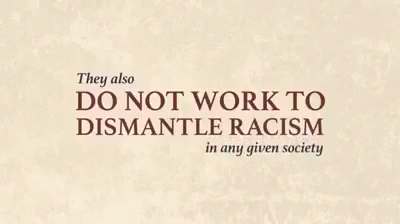 They also
DO NOT WORK TO
DISMANTLE RACISM
in any given society